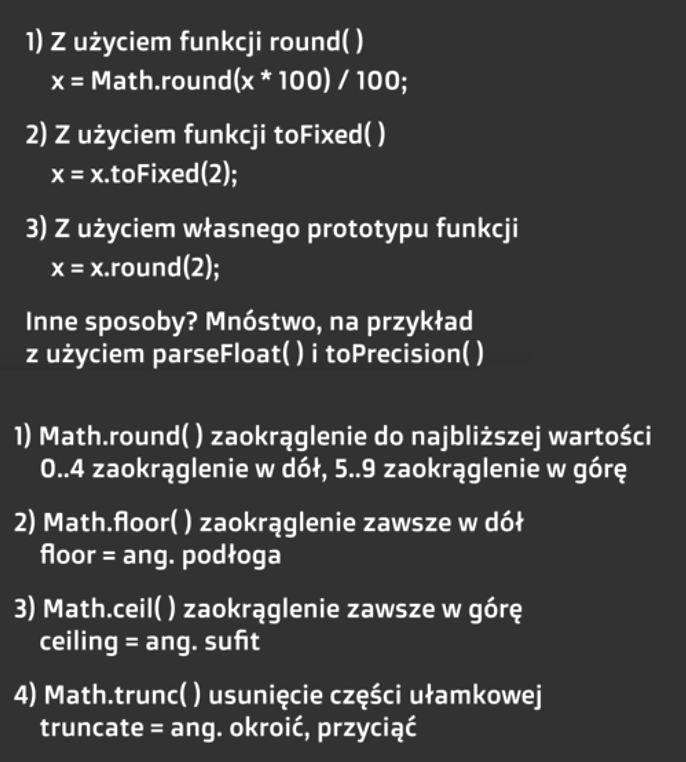 1) Z użyciem funkcji round( )
x = Math.round(x * 100) / 100;
2) Z użyciem funkcji toFixed( )
x = x.toFixed(2);
3) Z użyciem własnego prototypu funkcji
x = x.round(2);
Inne sposoby? Mnóstwo, na przykład
z użyciem parseFloat( ) i toPrecision( )
1) Math.round( ) zaokrąglenie do najbliższej wartości
0..4 zaokrąglenie w dół, 5..9 zaokrąglenie w górę
2) Math.floor( ) zaokrąglenie zawsze w dół
floor = ang. podłoga
3) Math.ceil( ) zaokrąglenie zawsze w górę
ceiling = ang. sufit
4) Math.trunc( ) usunięcie części ułamkowej
truncate = ang. okroić, przyciąć